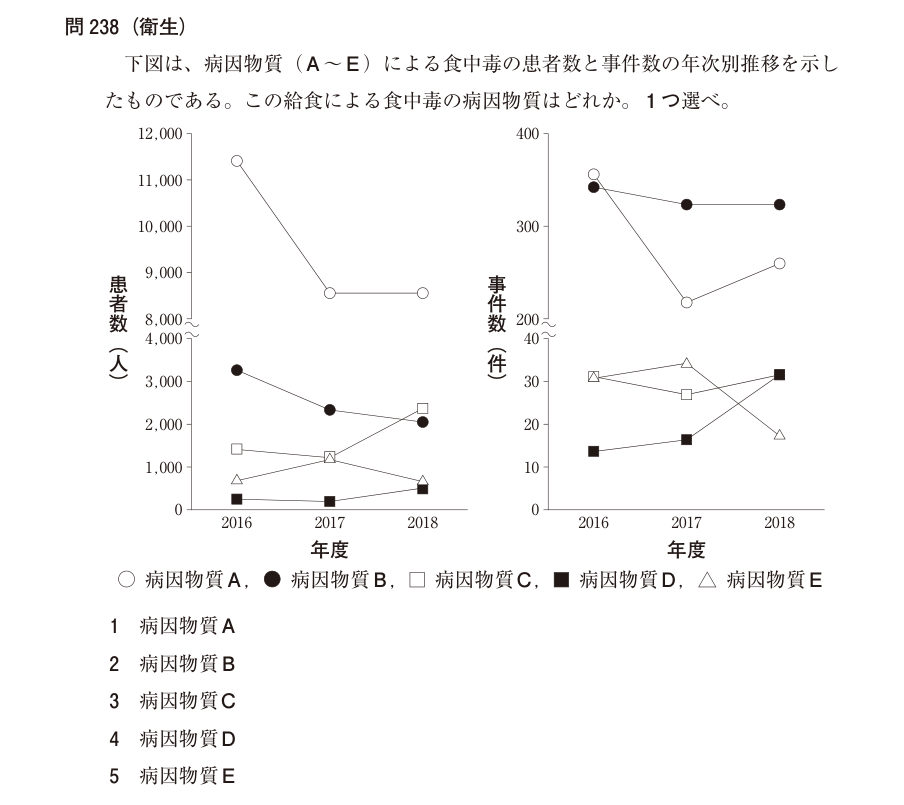 問238（衛生）
下図は、病因物質（A～E）による食中毒の患者数と事件数の年次別推移を示し
たものである。この給食による食中毒の病因物質はどれか。1つ選べ。
12,000
11,000
10,000
9,000
8,000
4,000
3,000
2,000
1,000
0
患者数（人）
2016 2017 2018
年度
400
300
200
40
30
20
10
0
事件数（件）
2016 2017 2018
年度
○ 病因物質A, ● 病因物質B, □ 病因物質C, ■ 病因物質D, △ 病因物質E
1 病因物質A
2 病因物質B
3 病因物質C
4 病因物質D
5 病因物質E